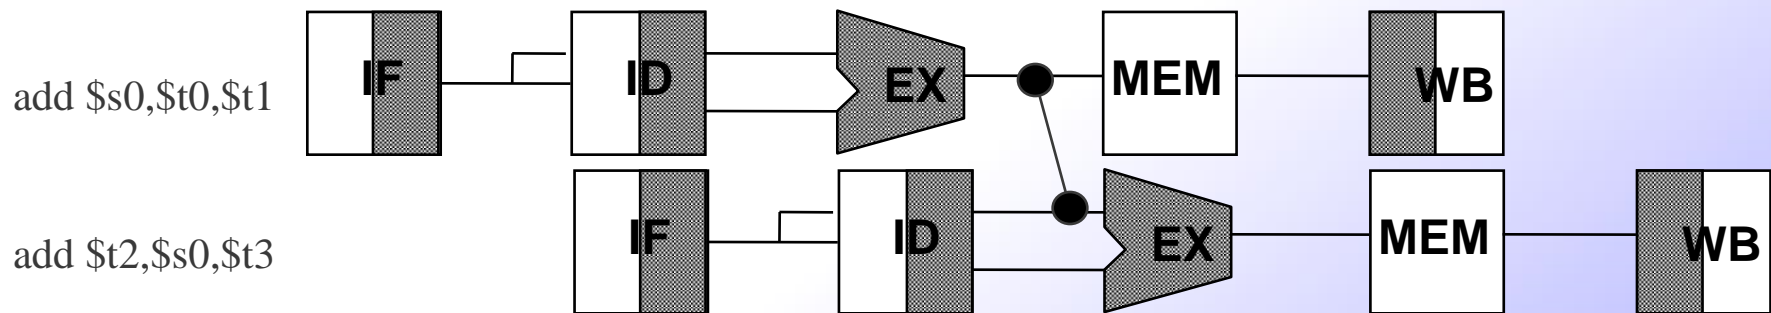 add $s0,$t0,$t1 IF ID EX MEM WB
add $t2,$s0,$t3 IF ID EX MEM WB